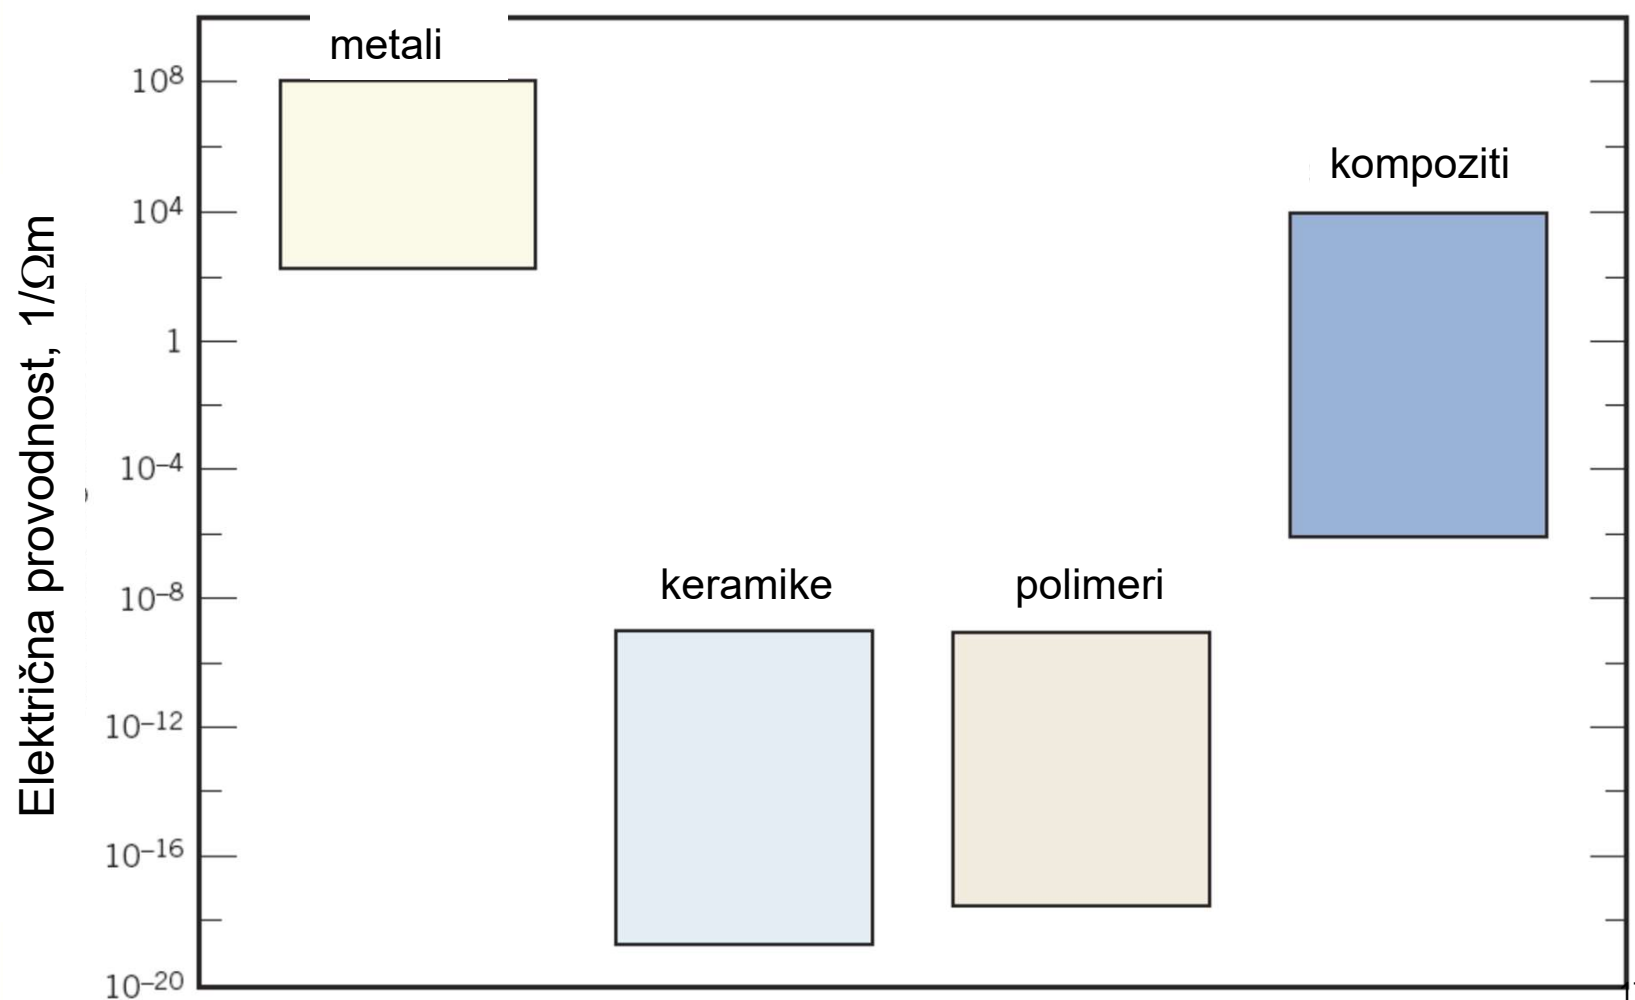 Električna provodnost, 1/Ωm
10⁸
10⁴
1
10⁻⁴
10⁻⁸
10⁻¹²
10⁻¹⁶
10⁻²⁰
metali
keramike
polimeri
kompoziti